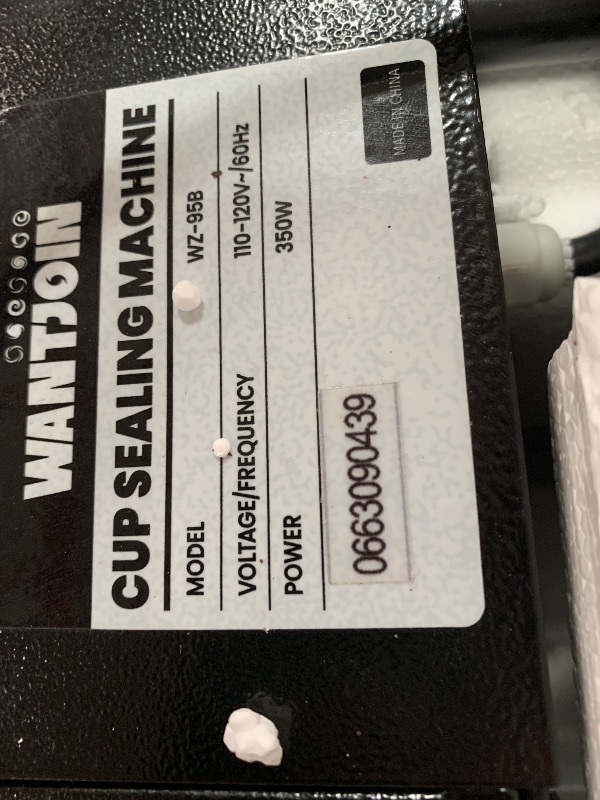 WANTJOIN
CUP SEALING MACHINE
MODEL WZ-95B
VOLTAGE/FREQUENCY 110-120V~/60Hz
POWER 350W
0663090439
MADE IN CHINA